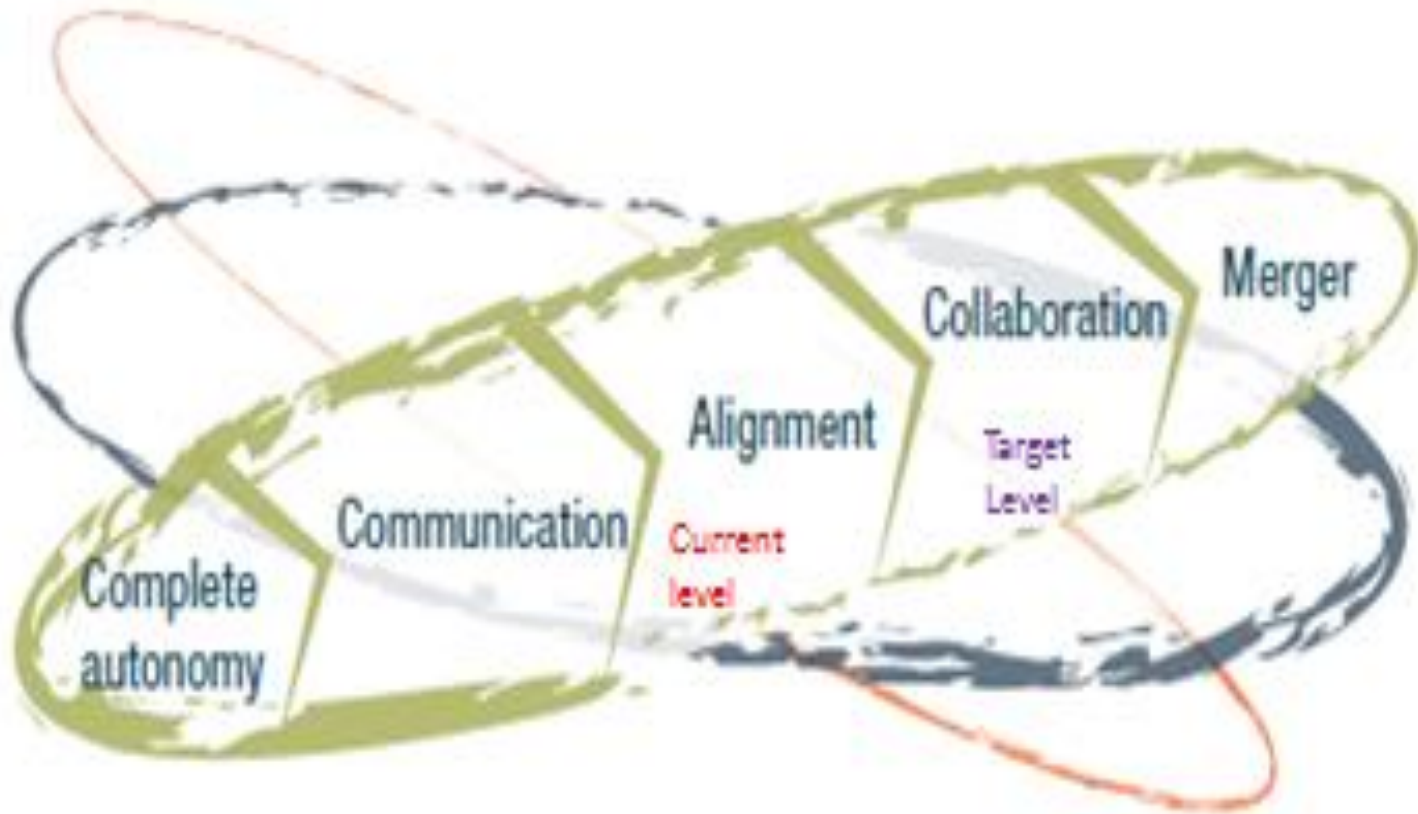 Complete
autonomy
Communication
Alignment
Current
level
Collaboration
Target
Level
Merger